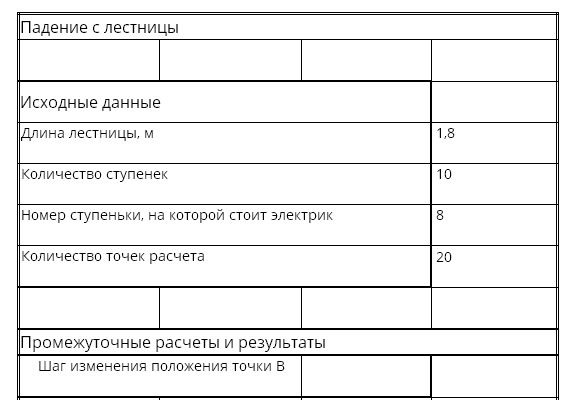 Падение с лестницы
Исходные данные
Длина лестницы, м 1,8
Количество ступенек 10
Номер ступеньки, на которой стоит электрик 8
Количество точек расчета 20
Промежуточные расчеты и результаты
Шаг изменения положения точки В